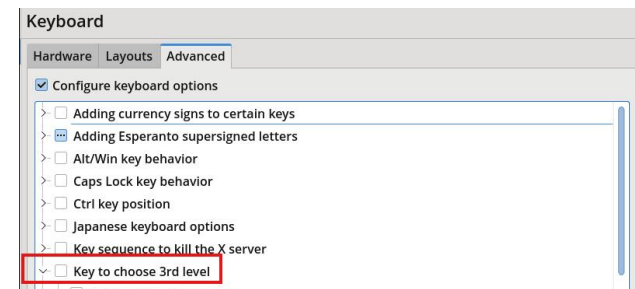 Keyboard
Hardware Layouts Advanced
Configure keyboard options
Adding currency signs to certain keys
Adding Esperanto supersigned letters
Alt/Win key behavior
Caps Lock key behavior
Ctrl key position
Japanese keyboard options
Key sequence to kill the X server
Key to choose 3rd level